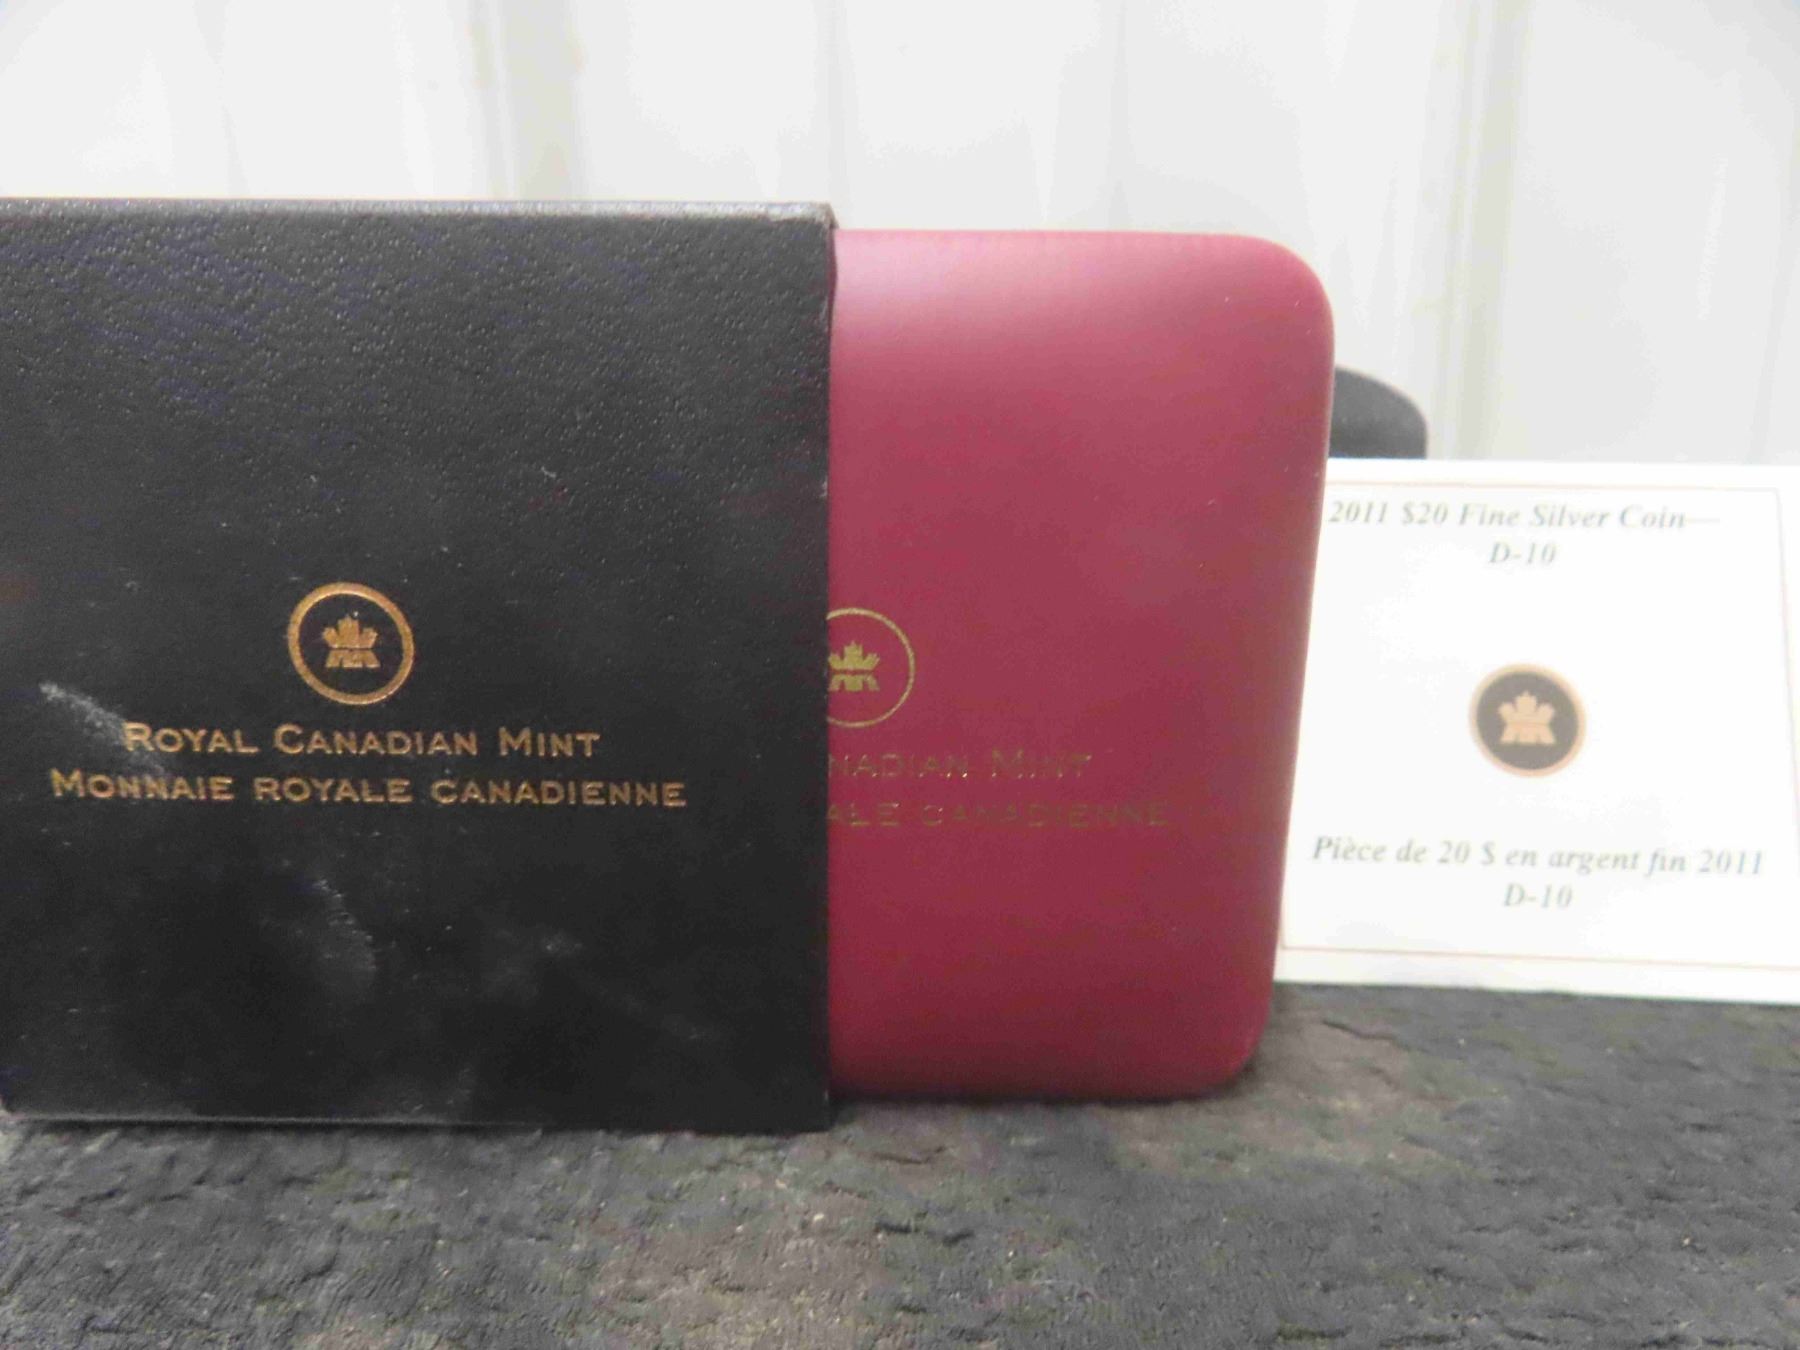 ROYAL CANADIAN MINT
MONNAIE ROYALE CANADIENNE
NADIAN MINT
ALE CANADIENNE
2011 $20 Fine Silver Coin—
D-10
Pièce de 20 $ en argent fin 2011
D-10